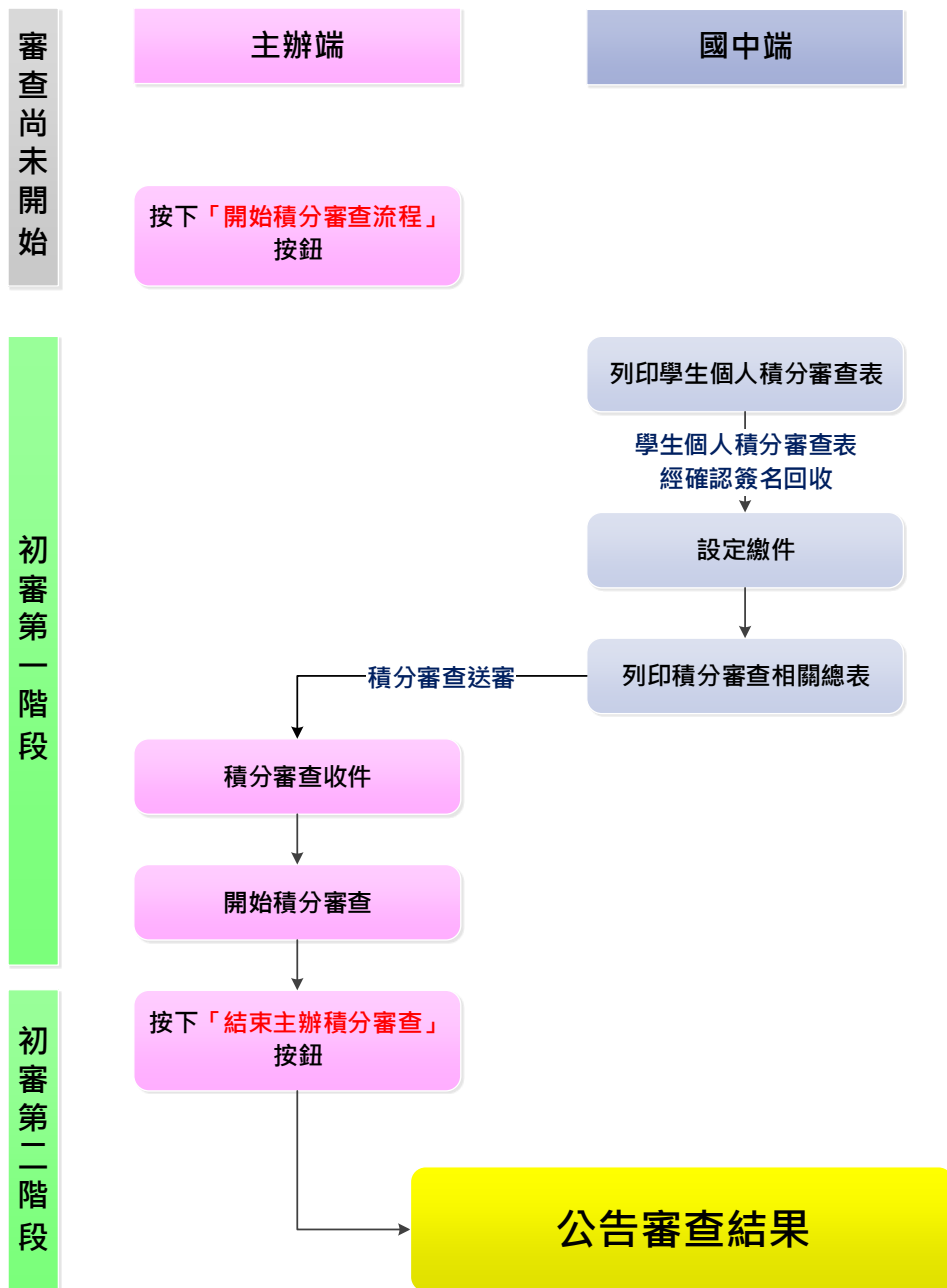 審查尚未開始
主辦端
國中端
按下「開始積分審查流程」
按鈕
初審第一階段
列印學生個人積分審查表
學生個人積分審查表
經確認簽名回收
設定繳件
列印積分審查相關總表
積分審查送審
積分審查收件
開始積分審查
初審第二階段
按下「結束主辦積分審查」
按鈕
公告審查結果